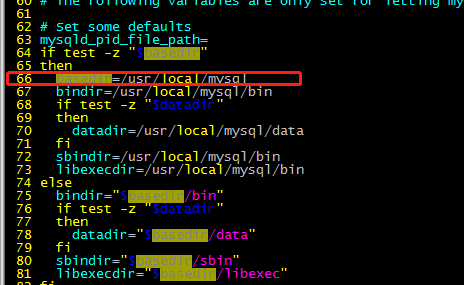 60 # The following variables are only set for letting my
61
62 # Set some defaults
63 mysqld_pid_file_path=
64 if test -z "$basedir"
65 then
66   basedir=/usr/local/mysql
67   bindir=/usr/local/mysql/bin
68   if test -z "$datadir"
69   then
70     datadir=/usr/local/mysql/data
71   fi
72   sbindir=/usr/local/mysql/bin
73   libexecdir=/usr/local/mysql/bin
74 else
75   bindir="$basedir/bin"
76   if test -z "$datadir"
77   then
78     datadir="$basedir/data"
79   fi
80   sbindir="$basedir/sbin"
81   libexecdir="$basedir/libexec"
fi